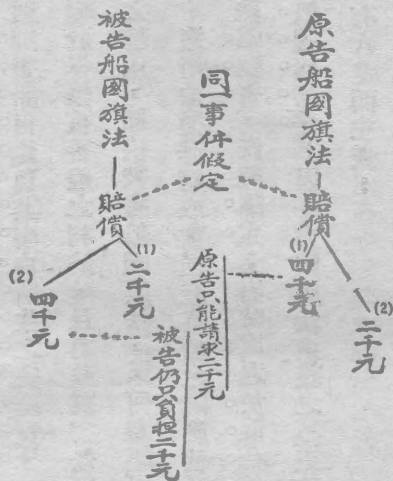 原告船國旗法
賠償
(1)
四千元
(2)
二千元
同一事件假定
原告只能請求二千元
被告船國旗法
賠償
(1)
二千元
(2)
四千元
被告仍只負担二千元